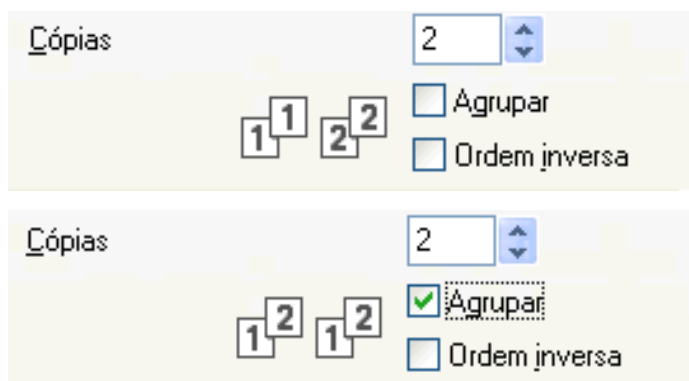 Cópias 2
Agrupar
1 1 2 2
Ordem inversa
Cópias 2
Agrupar
1 2 1 2
Ordem inversa